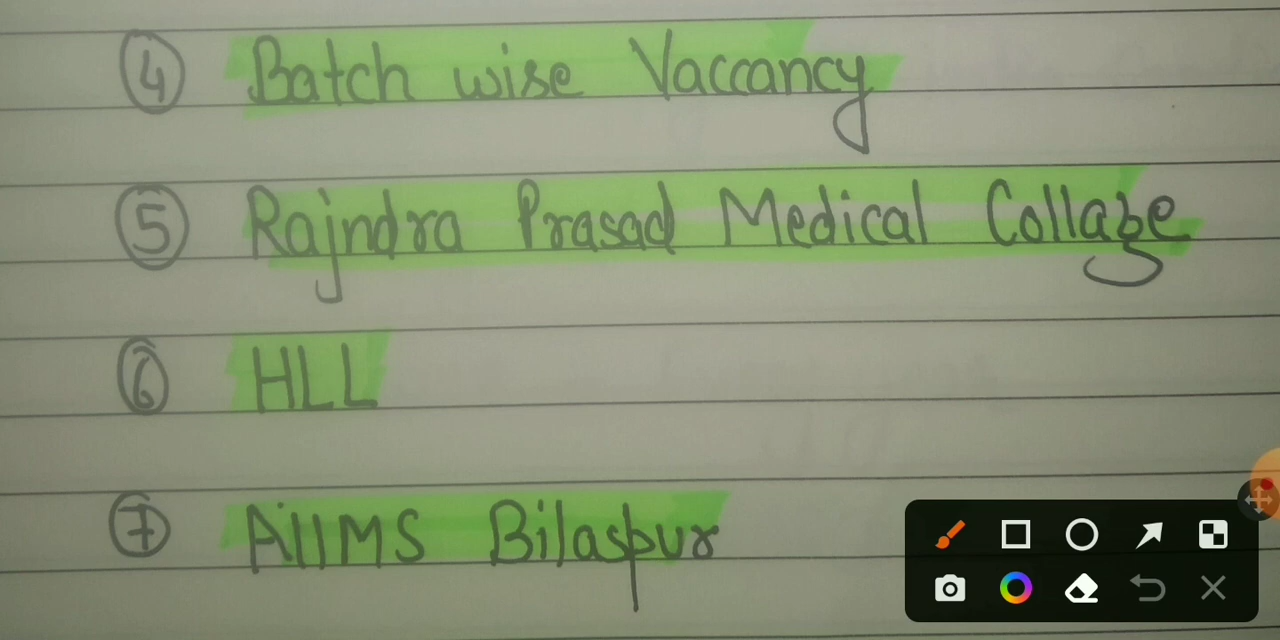 ④ Batch wise Vaccancy
⑤ Rajndra Prasad Medical Collage
⑥ HLL
⑦ AiIMS Bilaspur